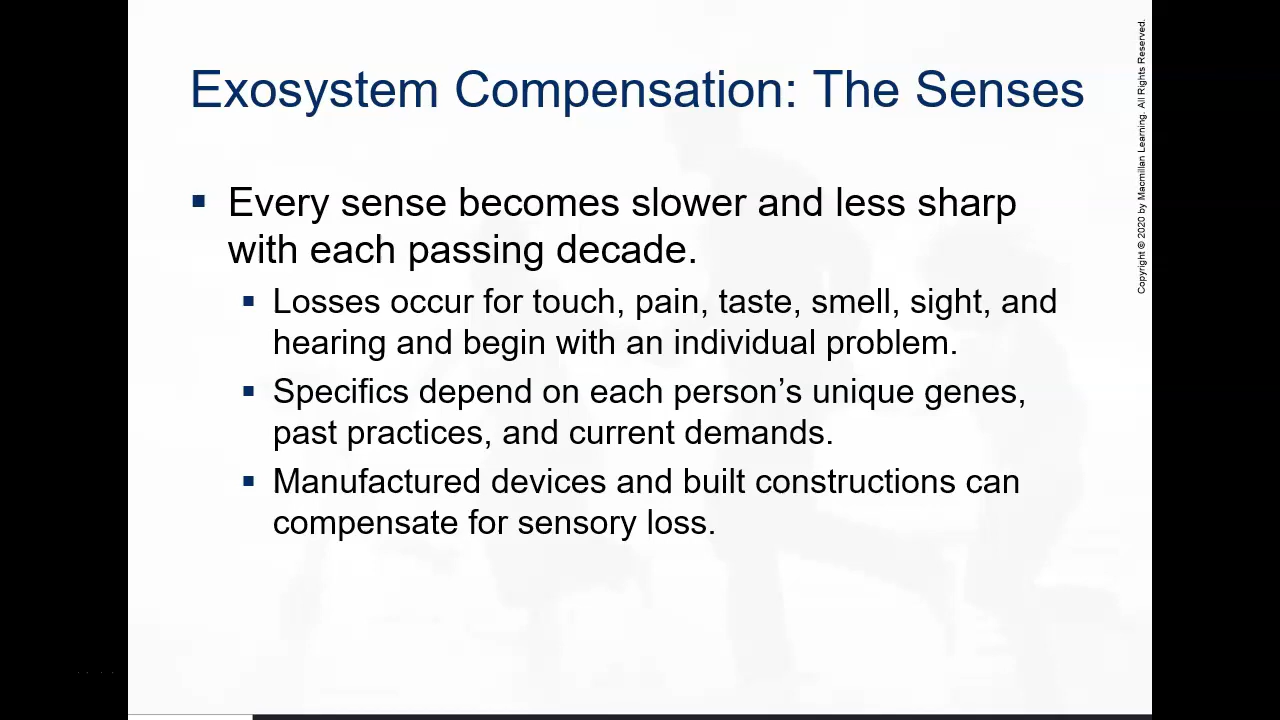 Exosystem Compensation: The Senses
▪ Every sense becomes slower and less sharp
with each passing decade.
▪ Losses occur for touch, pain, taste, smell, sight, and
hearing and begin with an individual problem.
▪ Specifics depend on each person’s unique genes,
past practices, and current demands.
▪ Manufactured devices and built constructions can
compensate for sensory loss.
Copyright © 2020 by Macmillan Learning. All Rights Reserved.